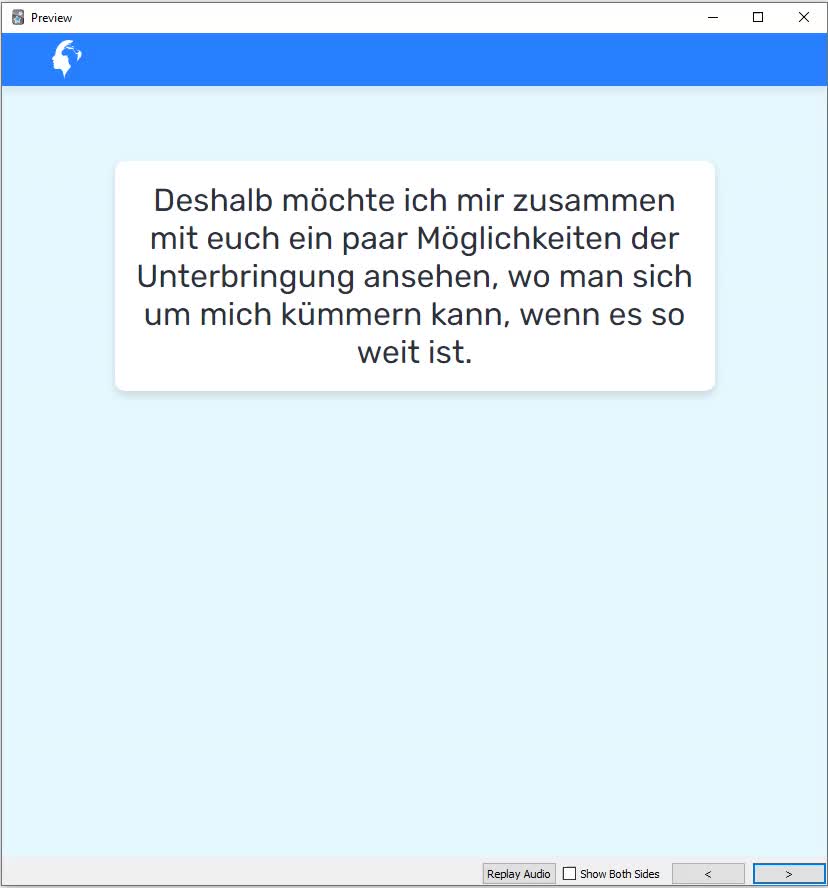 Preview
Deshalb möchte ich mir zusammen
mit euch ein paar Möglichkeiten der
Unterbringung ansehen, wo man sich
um mich kümmern kann, wenn es so
weit ist.
Replay Audio Show Both Sides < >